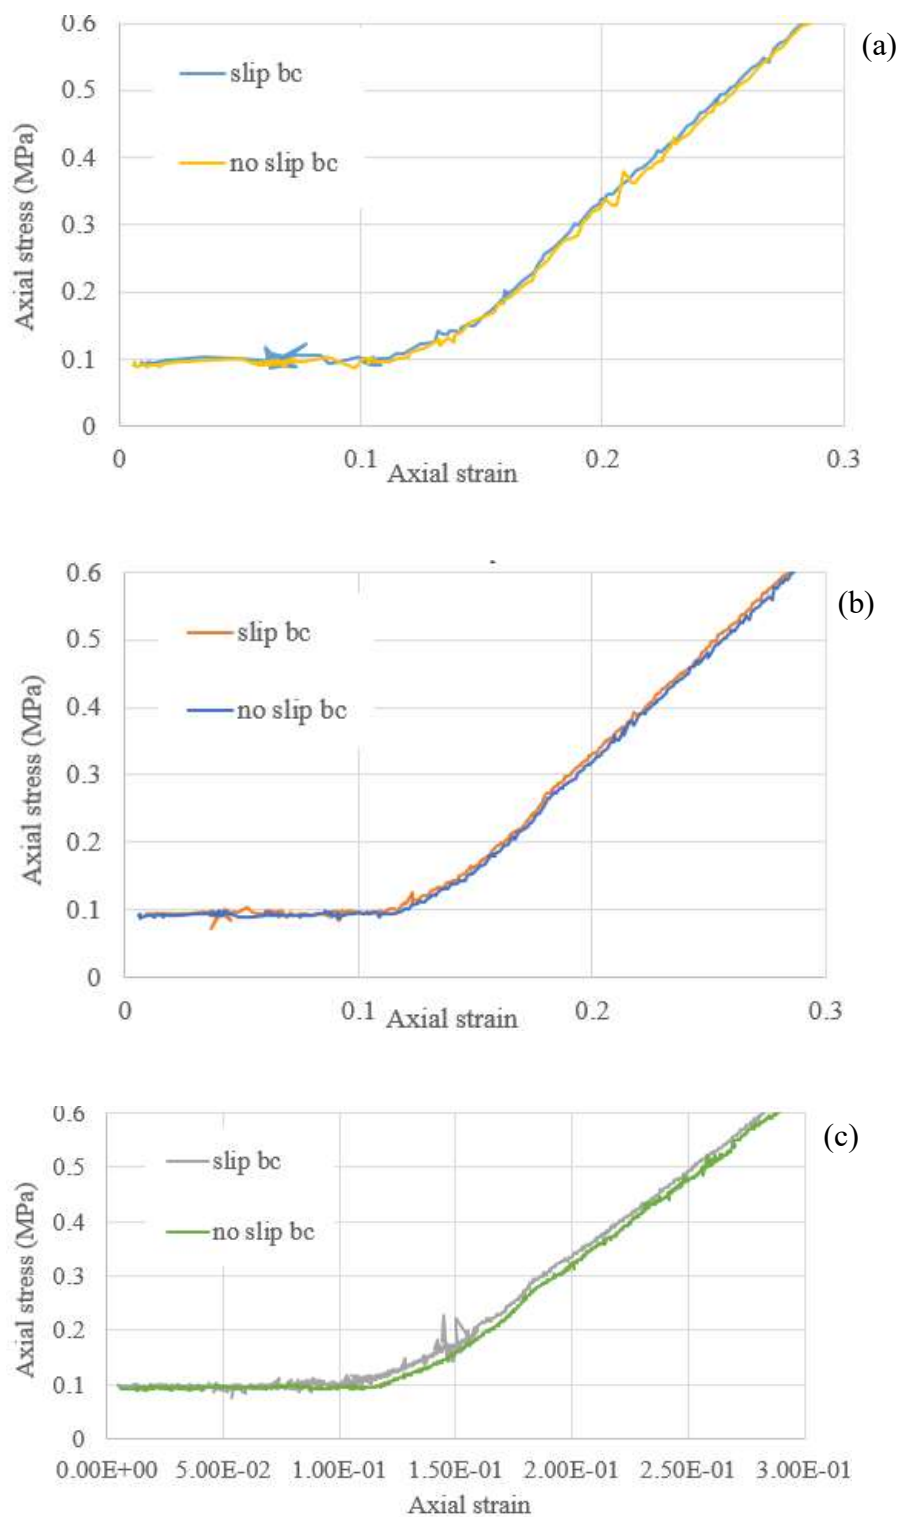 0.6
(a)
slip bc
0.5
no slip bc
0.4
0.3
0.2
0.1
0
Axial stress (MPa)
0
0.1
0.2
0.3
Axial strain
0.6
(b)
slip bc
0.5
no slip bc
0.4
0.3
0.2
0.1
0
Axial stress (MPa)
0
0.1
0.2
0.3
Axial strain
0.6
(c)
slip bc
0.5
no slip bc
0.4
0.3
0.2
0.1
0
Axial stress (MPa)
0.00E+00 5.00E-02 1.00E-01 1.50E-01 2.00E-01 2.50E-01 3.00E-01
Axial strain